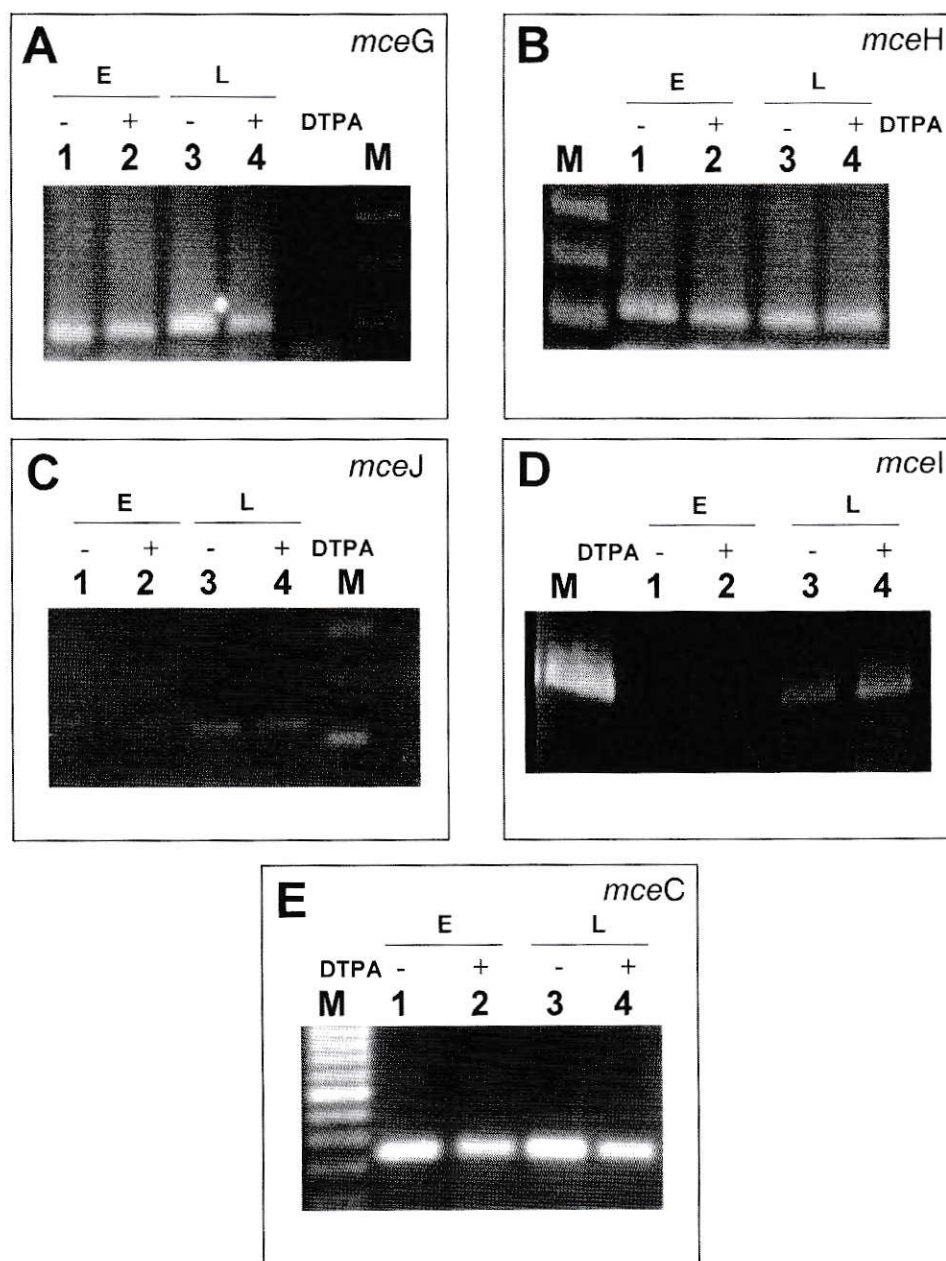 A mceG
E L
- + - + DTPA
1 2 3 4 M
B mceH
E L
- + - + DTPA
M 1 2 3 4
C mceJ
E L
- + - + DTPA
1 2 3 4 M
D mceI
E L
DTPA - + - +
M 1 2 3 4
E mceC
E L
DTPA - + - +
M 1 2 3 4